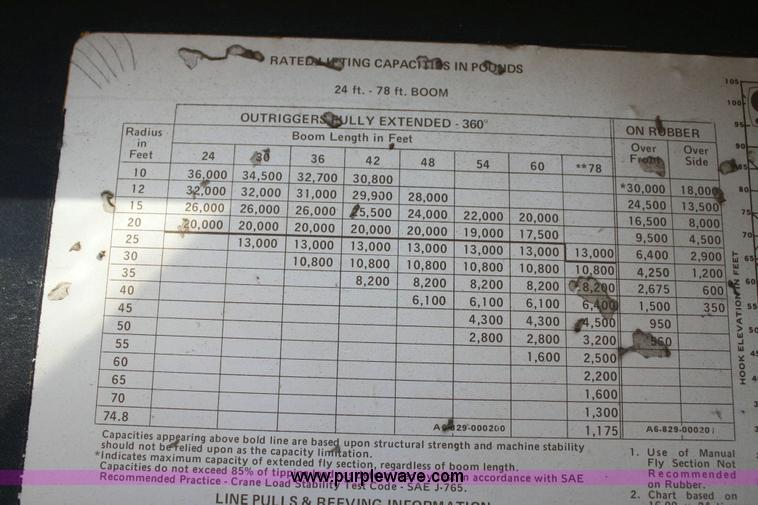 RATED LIFTING CAPACITIES IN POUNDS
24 ft. - 78 ft. BOOM
OUTRIGGERS FULLY EXTENDED - 360° ON RUBBER
Radius in Feet Boom Length in Feet Over Front Over Side
24 30 36 42 48 54 60 **78
10 36,000 34,500 32,700 30,800 *30,000 18,000
12 32,000 32,000 31,000 29,900 28,000 24,500 13,500
15 26,000 26,000 26,000 25,500 24,000 22,000 20,000 16,500 8,000
20 20,000 20,000 20,000 20,000 20,000 19,000 17,500 9,500 4,500
25 13,000 13,000 13,000 13,000 13,000 13,000 13,000 6,400 2,900
30 10,800 10,800 10,800 10,800 10,800 10,800 4,250 1,200
35 8,200 8,200 8,200 8,200 8,200 2,675 600
40 6,100 6,100 6,100 6,400 1,500 350
45 4,300 4,300 4,500 950
50 2,800 2,800 3,200 560
55 1,600 2,500
60 2,200
65 1,600
70 1,300
74.8 1,175
A6-829-000200 A6-829-00020
Capacities appearing above bold line are based upon structural strength and machine stability
should not be relied upon as the capacity limitation.
*Indicates maximum capacity of extended fly section, regardless of boom length.
Capacities do not exceed 85% of tipping in accordance with SAE
Recommended Practice - Crane Load Stability Test Code - SAE J-765.
LINE PULLS & REEVING INFORMATION
1. Use of Manual
Fly Section Not
Recommended
on Rubber.
2. Chart based on
HOOK ELEVATION IN FEET
105
100
95
80
75
70
65
60
www.purplewave.com